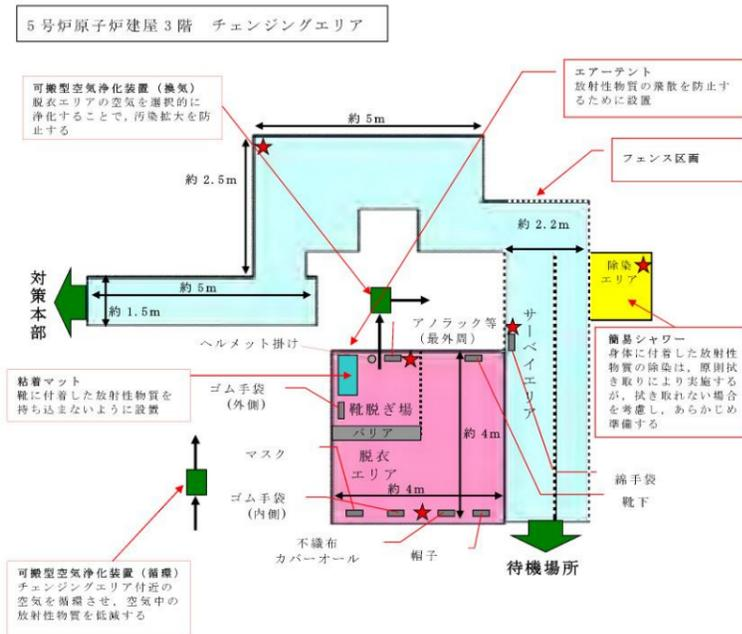 5号炉原子炉建屋3階 チェンジングエリア
可搬型空気浄化装置(換気)
脱衣エリアの空気を選択的に
浄化することで,汚染拡大を防
止する
エアーテント
放射性物質の飛散を防止す
るために設置
約5m
フェンス区画
約2.5m
約2.2m
除染
エリア
対策本部
約5m
約1.5m
アノラック等
(最外周)
サーベイエリア
簡易シャワー
身体に付着した放射性
物質の除染は,原則拭
き取りにより実施する
が,拭き取れない場合
を考慮し,あらかじめ
準備する
ヘルメット掛け
粘着マット
靴に付着した放射性物質を
持ち込まないように設置
ゴム手袋
(外側)
靴脱ぎ場
バリア
約4m
マスク
脱衣
エリア
約4m
綿手袋
靴下
ゴム手袋
(内側)
不織布
カバーオール
帽子
待機場所
可搬型空気浄化装置(循環)
チェンジングエリア付近の
空気を循環させ,空気中の
放射性物質を低減する